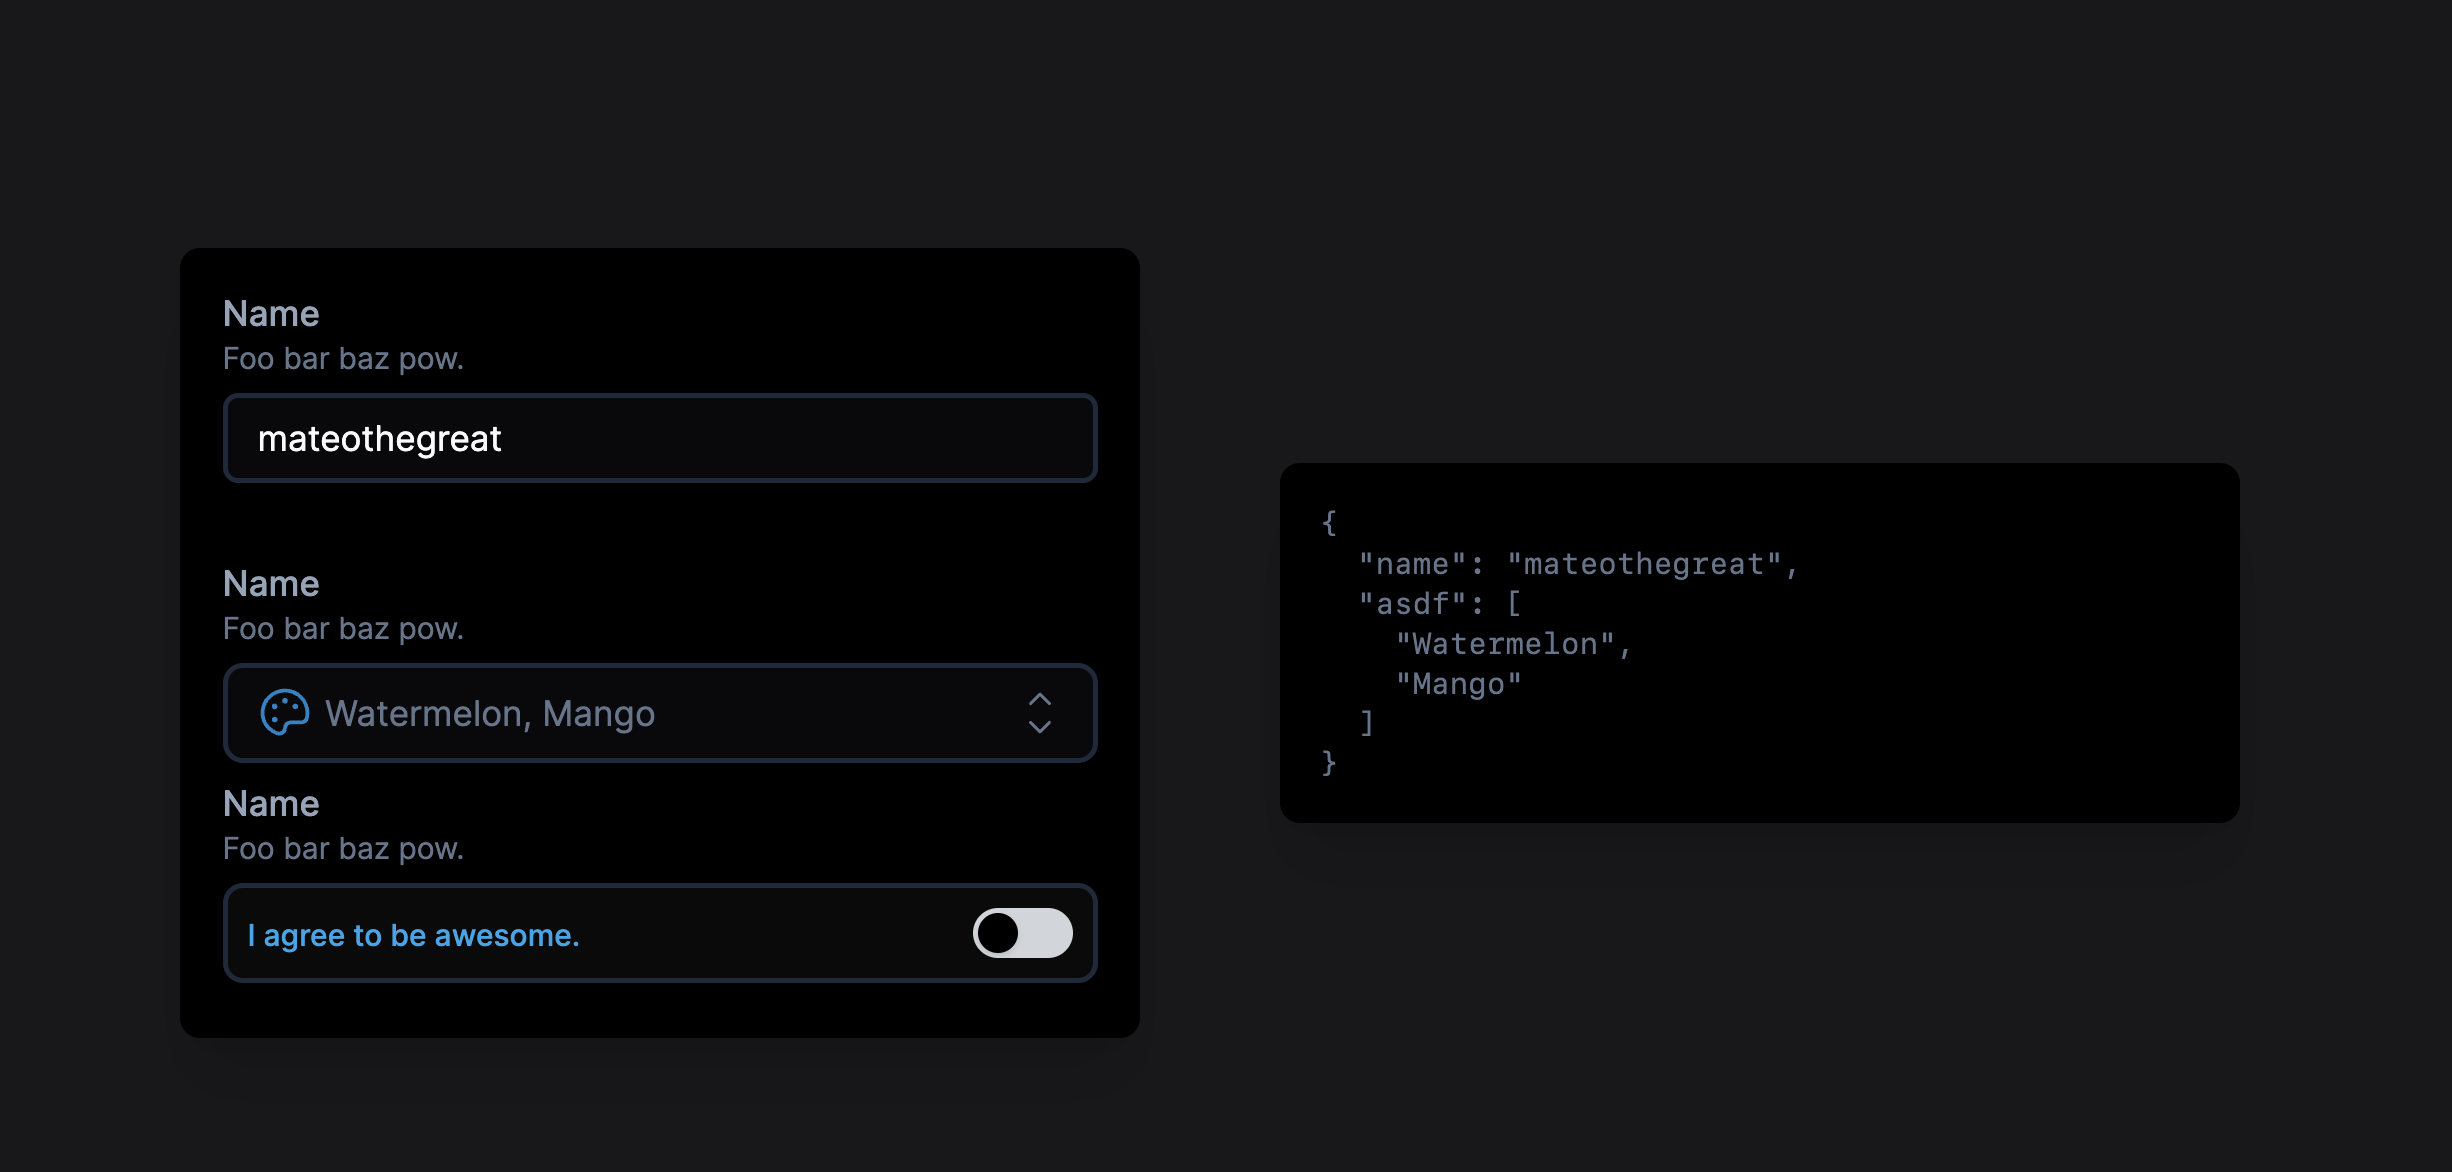 Name
Foo bar baz pow.
mateothegreat
Name
Foo bar baz pow.
Watermelon, Mango
Name
Foo bar baz pow.
I agree to be awesome.
{
  "name": "mateothegreat",
  "asdf": [
    "Watermelon",
    "Mango"
  ]
}